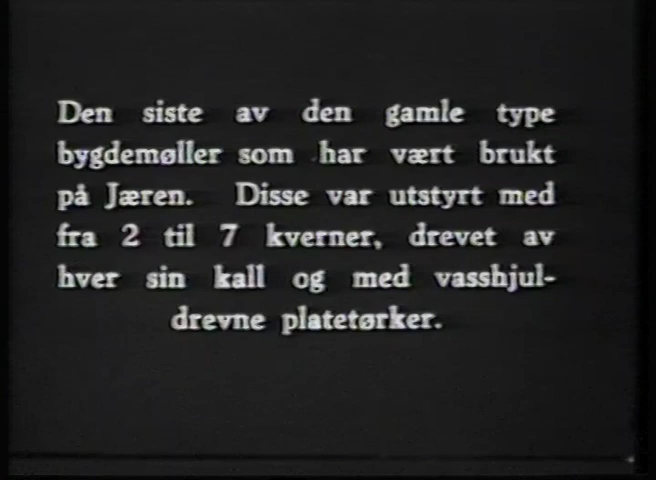 Den siste av den gamle type
bygdemøller som har vært brukt
på Jæren. Disse var utstyrt med
fra 2 til 7 kverner, drevet av
hver sin kall og med vasshjul-
drevne platetørker.